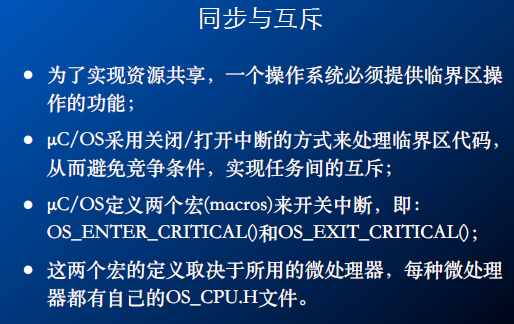 同步与互斥
● 为了实现资源共享，一个操作系统必须提供临界区操
作的功能；
● μC/OS采用关闭/打开中断的方式来处理临界区代码，
从而避免竞争条件，实现任务间的互斥；
● μC/OS定义两个宏(macros)来开关中断，即：
OS_ENTER_CRITICAL()和OS_EXIT_CRITICAL()；
● 这两个宏的定义取决于所用的微处理器，每种微处理
器都有自己的OS_CPU.H文件。